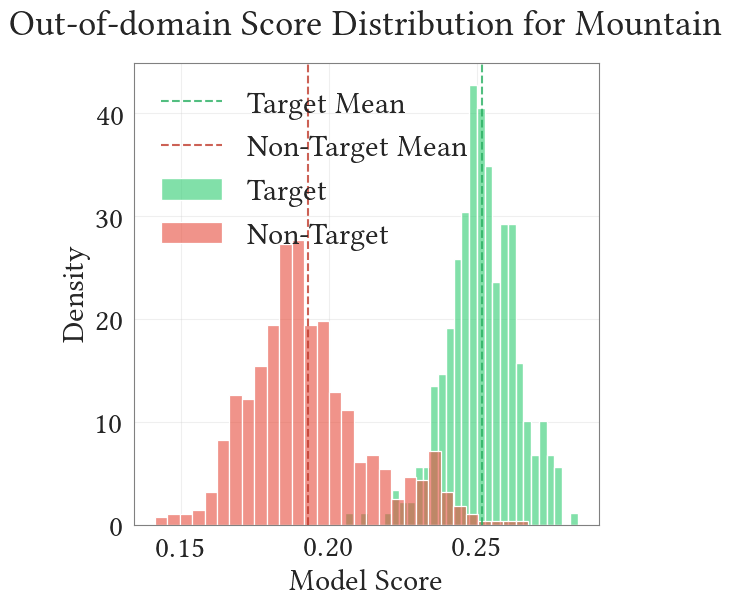 Out-of-domain Score Distribution for Mountain
Target Mean
Non-Target Mean
Target
Non-Target
Density
40
30
20
10
0
0.15 0.20 0.25
Model Score